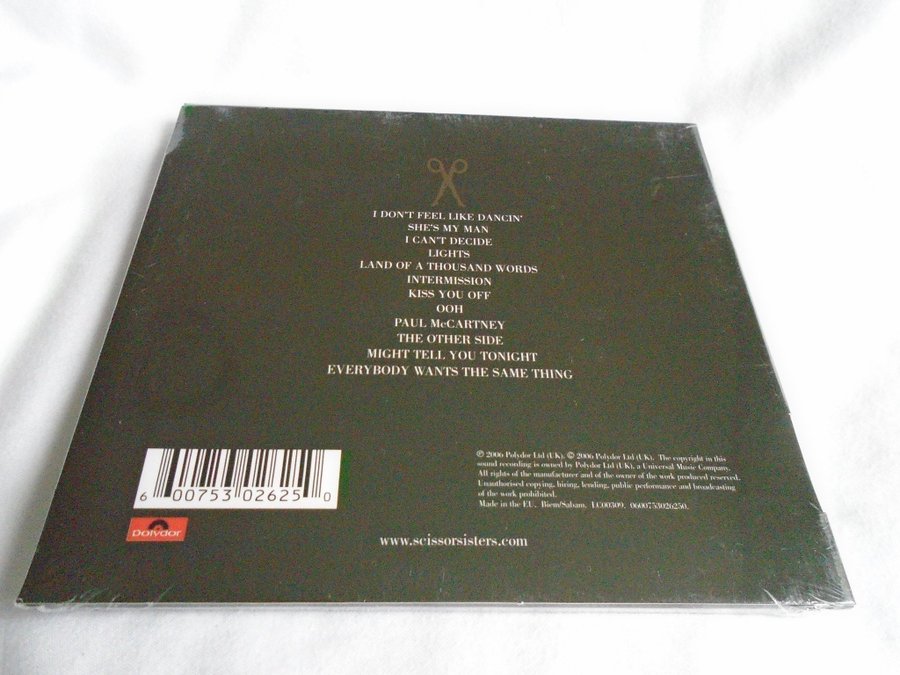 I DON'T FEEL LIKE DANCIN'
SHE'S MY MAN
I CAN'T DECIDE
LIGHTS
LAND OF A THOUSAND WORDS
INTERMISSION
KISS YOU OFF
OOH
PAUL McCARTNEY
THE OTHER SIDE
MIGHT TELL YOU TONIGHT
EVERYBODY WANTS THE SAME THING
6 00753 02625 0
Polydor
℗ 2006 Polydor Ltd (UK). © 2006 Polydor Ltd (UK). The copyright in this
sound recording is owned by Polydor Ltd (UK), a Universal Music Company.
All rights of the manufacturer and of the owner of the work produced reserved.
Unauthorised copying, hiring, lending, public performance and broadcasting
of the work prohibited.
Made in the EU. Biem/Sabam. LC00309. 0600753026250.
www.scissorsisters.com